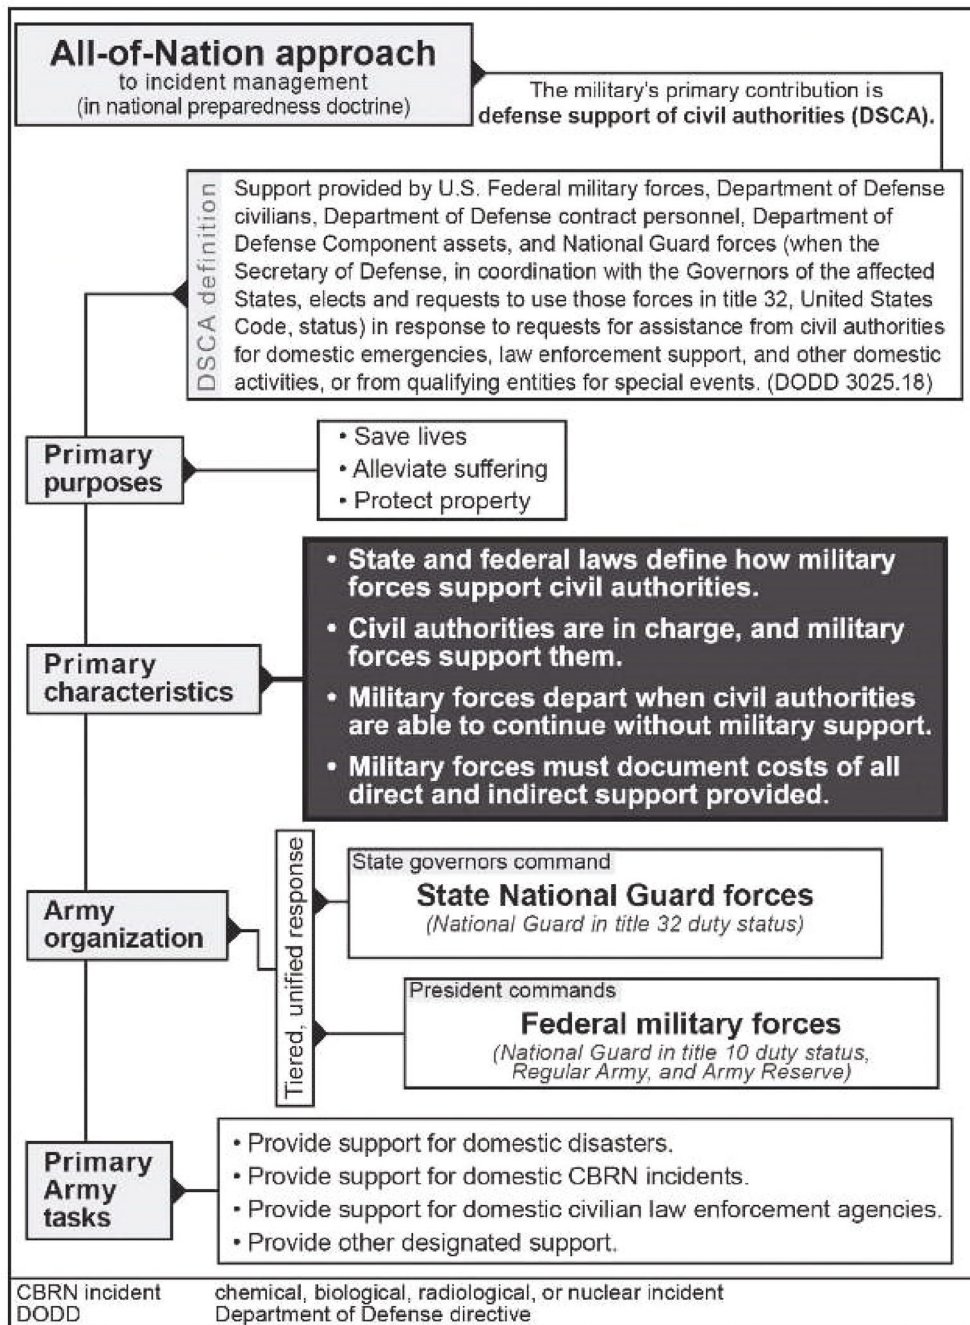 All-of-Nation approach
to incident management
(in national preparedness doctrine)
The military's primary contribution is
defense support of civil authorities (DSCA).
DSCA definition
Support provided by U.S. Federal military forces, Department of Defense
civilians, Department of Defense contract personnel, Department of
Defense Component assets, and National Guard forces (when the
Secretary of Defense, in coordination with the Governors of the affected
States, elects and requests to use those forces in title 32, United States
Code, status) in response to requests for assistance from civil authorities
for domestic emergencies, law enforcement support, and other domestic
activities, or from qualifying entities for special events. (DODD 3025.18)
Primary
purposes
• Save lives
• Alleviate suffering
• Protect property
Primary
characteristics
• State and federal laws define how military
forces support civil authorities.
• Civil authorities are in charge, and military
forces support them.
• Military forces depart when civil authorities
are able to continue without military support.
• Military forces must document costs of all
direct and indirect support provided.
Army
organization
Tiered, unified response
State governors command
State National Guard forces
(National Guard in title 32 duty status)
President commands
Federal military forces
(National Guard in title 10 duty status,
Regular Army, and Army Reserve)
Primary
Army
tasks
• Provide support for domestic disasters.
• Provide support for domestic CBRN incidents.
• Provide support for domestic civilian law enforcement agencies.
• Provide other designated support.
CBRN incident chemical, biological, radiological, or nuclear incident
DODD Department of Defense directive